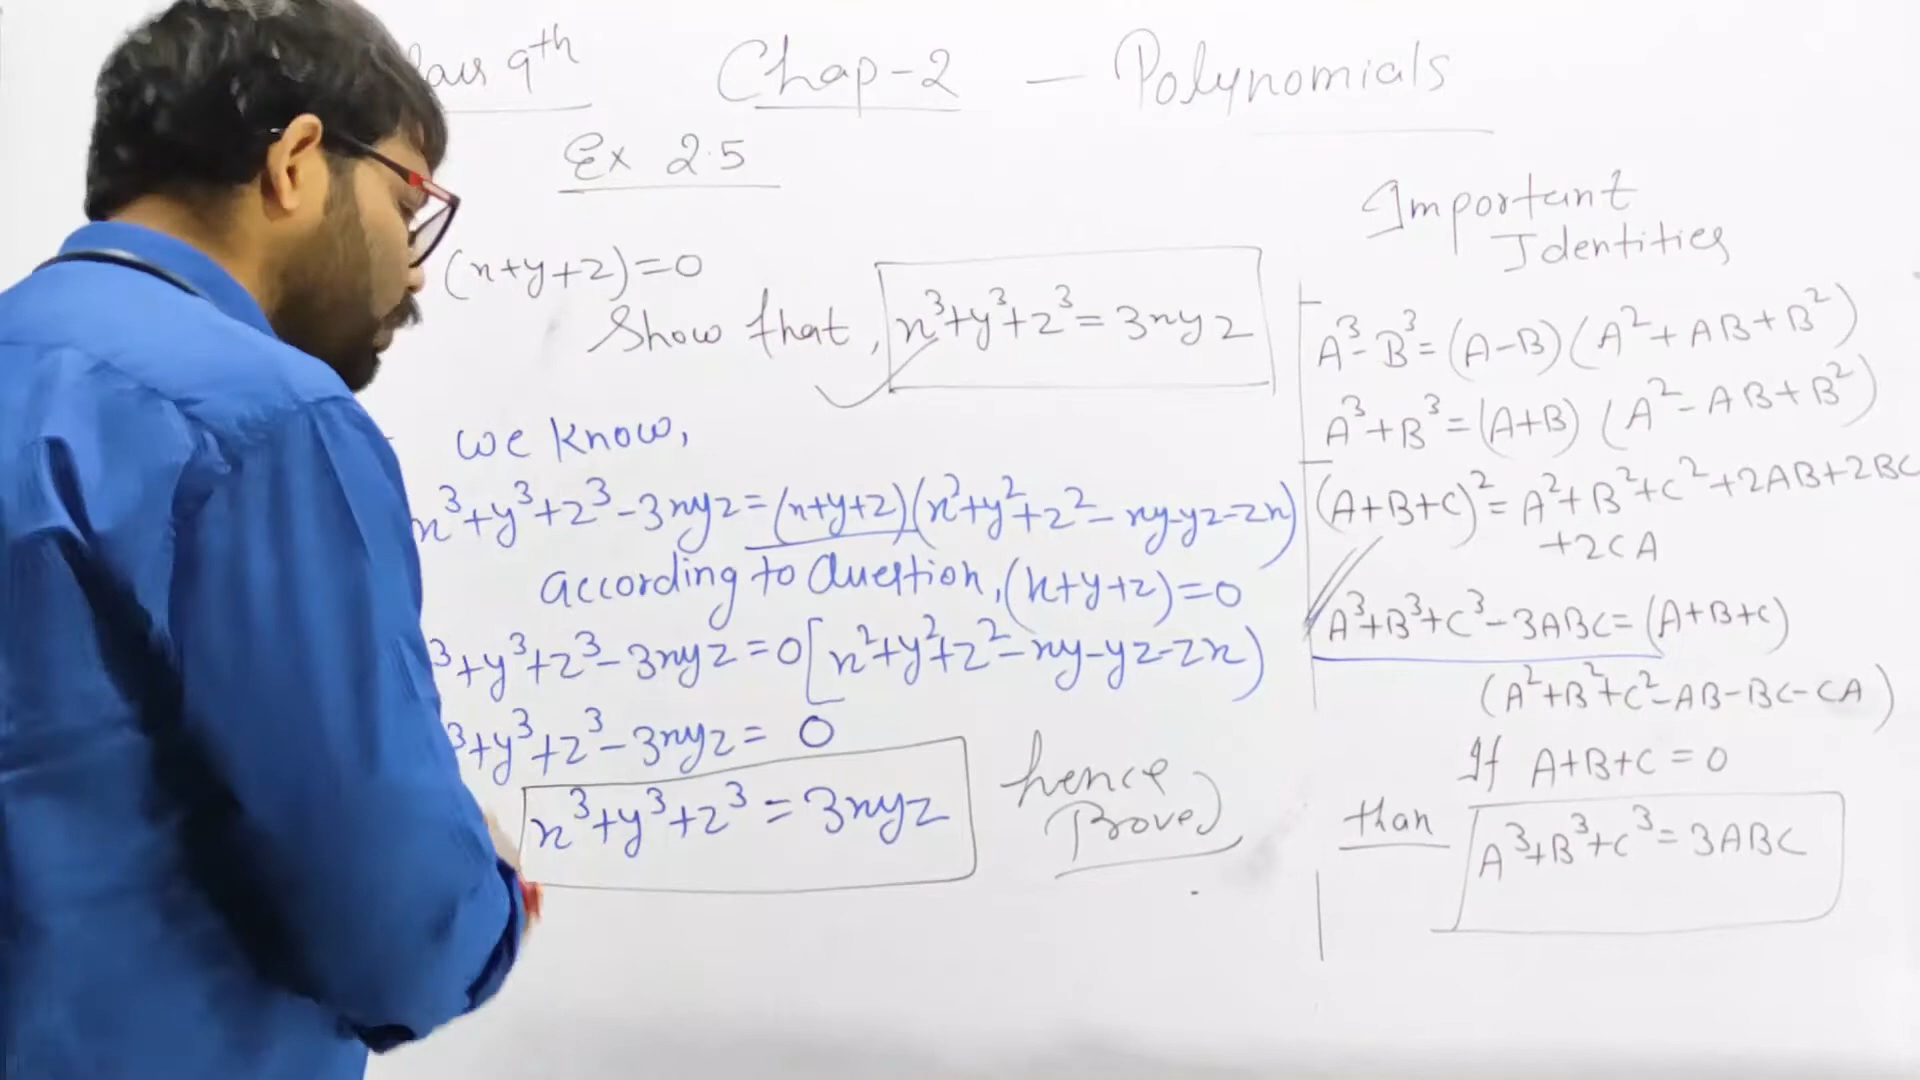 9th Chap-2 – Polynomials
Ex 2.5
(x+y+z)=0
Show that, x³+y³+z³=3xyz
we know,
x³+y³+z³-3xyz=(x+y+z)(x²+y²+z²-xy-yz-zx)
according to Question, (x+y+z)=0
³+y³+z³-3xyz=0[x²+y²+z²-xy-yz-zx)
³+y³+z³-3xyz= 0
x³+y³+z³=3xyz
hence
Proved
Important
Identities
A³-B³=(A-B)(A²+AB+B²)
A³+B³=(A+B)(A²-AB+B²)
(A+B+C)²=A²+B²+C²+2AB+2BC
+2CA
A³+B³+C³-3ABC=(A+B+C)
(A²+B²+C²-AB-BC-CA)
If A+B+C=0
than A³+B³+C³=3ABC